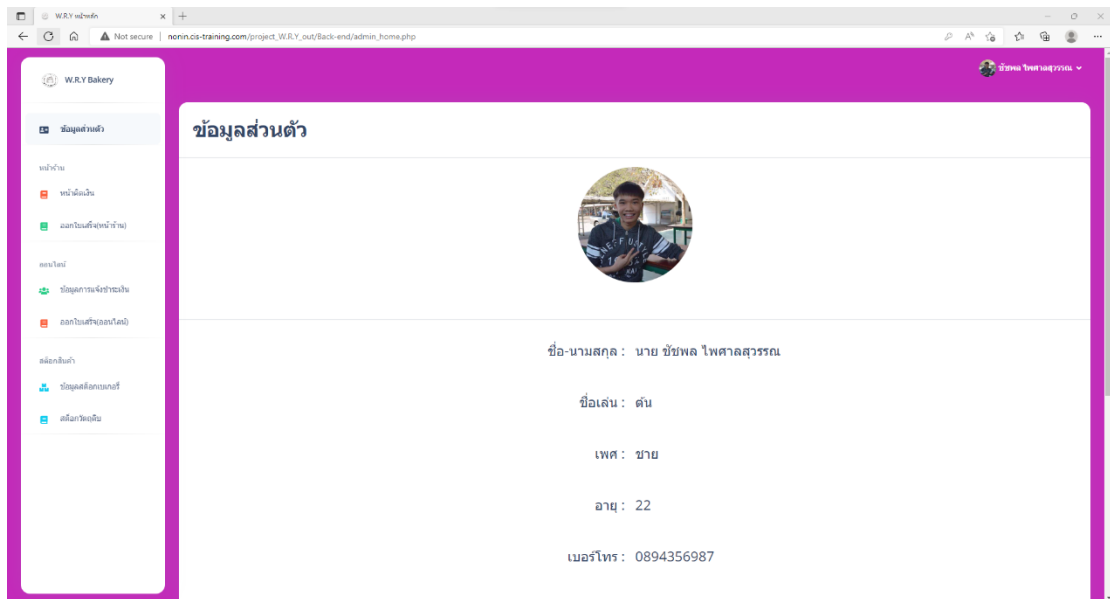 W.R.Y หน้าหลัก
Not secure
nonin.cis-training.com/project_W.R.Y_out/Back-end/admin_home.php
W.R.Y Bakery
ชัชพล ไพศาลสุวรรณ
ข้อมูลส่วนตัว
หน้าร้าน
หน้าคิดเงิน
ออกใบเสร็จ(หน้าร้าน)
ออนไลน์
ข้อมูลการแจ้งชำระเงิน
ออกใบเสร็จ(ออนไลน์)
สต็อกสินค้า
ข้อมูลสต็อกเบเกอรี่
สต็อกวัตถุดิบ
ข้อมูลส่วนตัว
ชื่อ-นามสกุล : นาย ชัชพล ไพศาลสุวรรณ
ชื่อเล่น : ต้น
เพศ : ชาย
อายุ : 22
เบอร์โทร : 0894356987